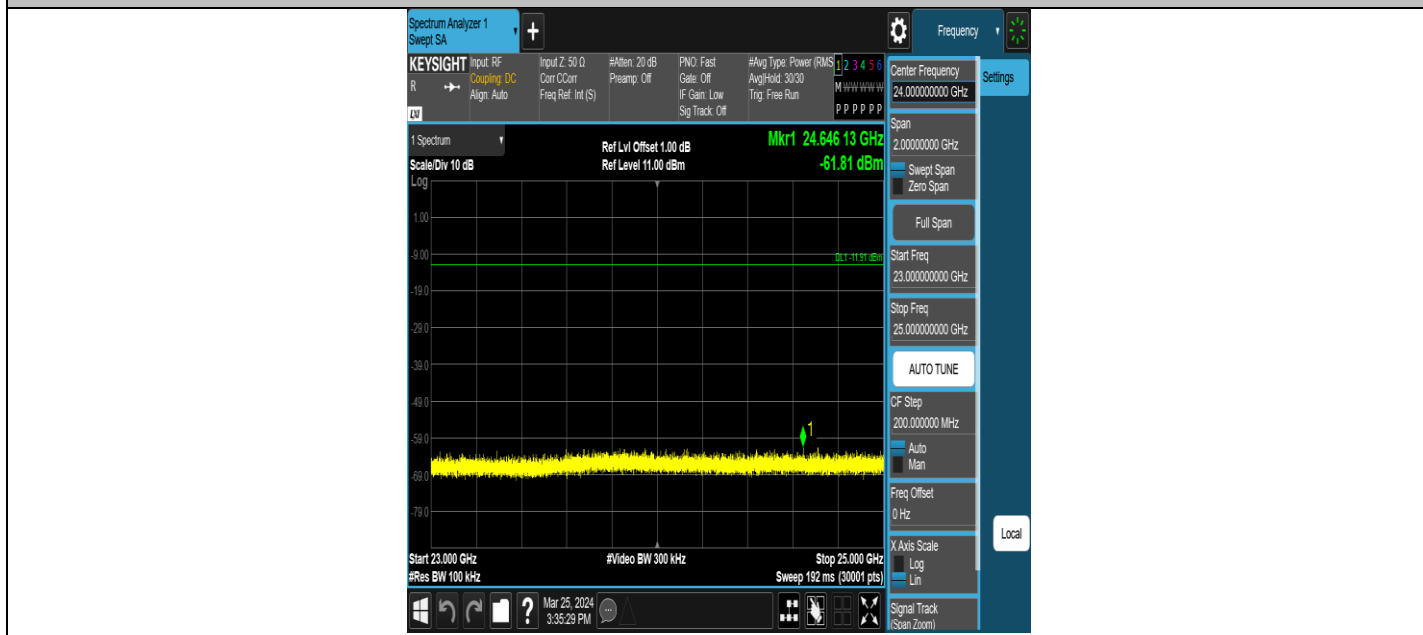 Spectrum Analyzer 1
Swept SA
+
Frequency
KEYSIGHT
R
LXI
Input: RF
Coupling: DC
Align: Auto
Input Z: 50 Ω
Corr CCorr
Freq Ref: Int (S)
#Atten: 20 dB
Preamp: Off
PNO: Fast
Gate: Off
IF Gain: Low
Sig Track: Off
#Avg Type: Power (RMS
Avg|Hold: 30/30
Trig: Free Run
1 2 3 4 5 6
M W W W W W
P P P P P P
1 Spectrum
Scale/Div 10 dB
Log
Ref Lvl Offset 1.00 dB
Ref Level 11.00 dBm
Mkr1 24.646 13 GHz
-61.81 dBm
1.00
-9.00
DL1 -11.91 dBm
-19.0
-29.0
-39.0
-49.0
1
-59.0
-69.0
-79.0
Start 23.000 GHz
#Res BW 100 kHz
#Video BW 300 kHz
Stop 25.000 GHz
Sweep 192 ms (30001 pts)
?
Mar 25, 2024
3:35:29 PM
Center Frequency
24.000000000 GHz
Settings
Span
2.00000000 GHz
Swept Span
Zero Span
Full Span
Start Freq
23.000000000 GHz
Stop Freq
25.000000000 GHz
AUTO TUNE
CF Step
200.000000 MHz
Auto
Man
Freq Offset
0 Hz
X Axis Scale
Log
Lin
Local
Signal Track
(Span Zoom)